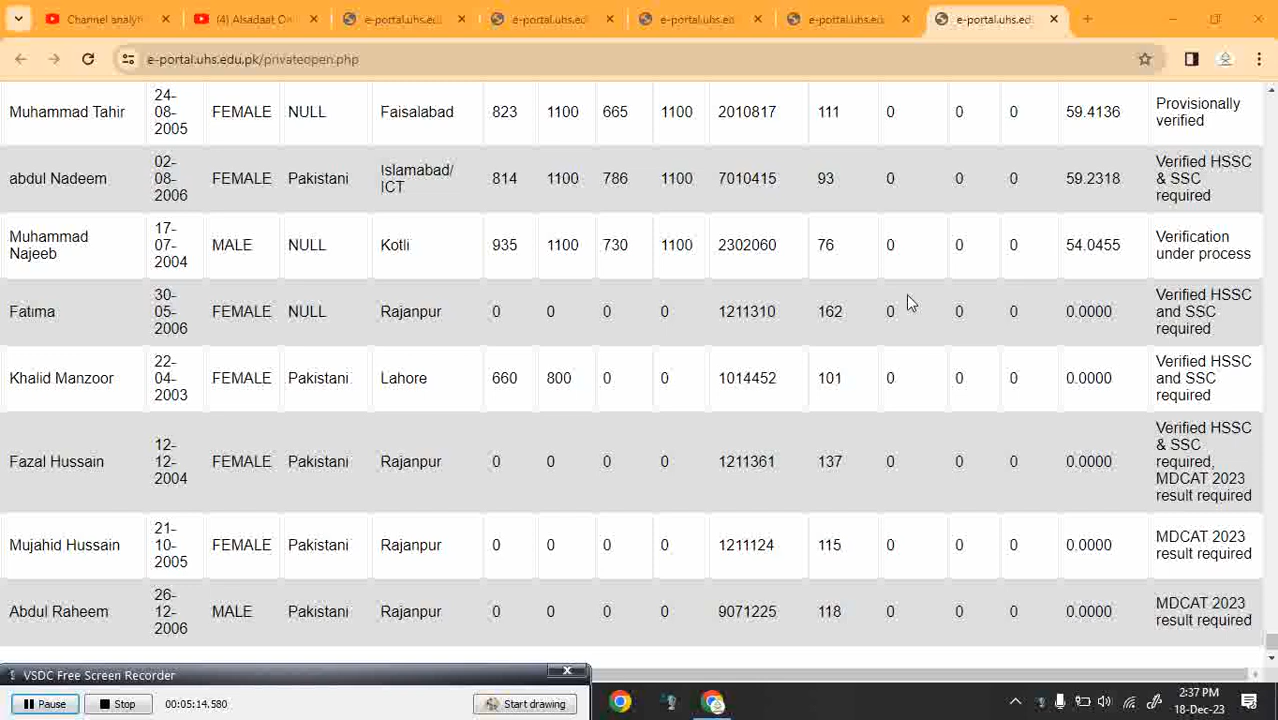 Channel analyt
(4) Alsadaat On
e-portal.uhs.edu
e-portal.uhs.edu
e-portal.uhs.edu
e-portal.uhs.edu
e-portal.uhs.ed
e-portal.uhs.edu.pk/privateopen.php
Muhammad Tahir 24-08-2005 FEMALE NULL Faisalabad 823 1100 665 1100 2010817 111 0 0 0 59.4136 Provisionally verified
abdul Nadeem 02-08-2006 FEMALE Pakistani Islamabad/ICT 814 1100 786 1100 7010415 93 0 0 0 59.2318 Verified HSSC & SSC required
Muhammad Najeeb 17-07-2004 MALE NULL Kotli 935 1100 730 1100 2302060 76 0 0 0 54.0455 Verification under process
Fatima 30-05-2006 FEMALE NULL Rajanpur 0 0 0 0 1211310 162 0 0 0 0.0000 Verified HSSC and SSC required
Khalid Manzoor 22-04-2003 FEMALE Pakistani Lahore 660 800 0 0 1014452 101 0 0 0 0.0000 Verified HSSC and SSC required
Fazal Hussain 12-12-2004 FEMALE Pakistani Rajanpur 0 0 0 0 1211361 137 0 0 0 0.0000 Verified HSSC & SSC required, MDCAT 2023 result required
Mujahid Hussain 21-10-2005 FEMALE Pakistani Rajanpur 0 0 0 0 1211124 115 0 0 0 0.0000 MDCAT 2023 result required
Abdul Raheem 26-12-2006 MALE Pakistani Rajanpur 0 0 0 0 9071225 118 0 0 0 0.0000 MDCAT 2023 result required
VSDC Free Screen Recorder
Pause Stop 00:05:14.580 Start drawing
2:37 PM
18-Dec-23